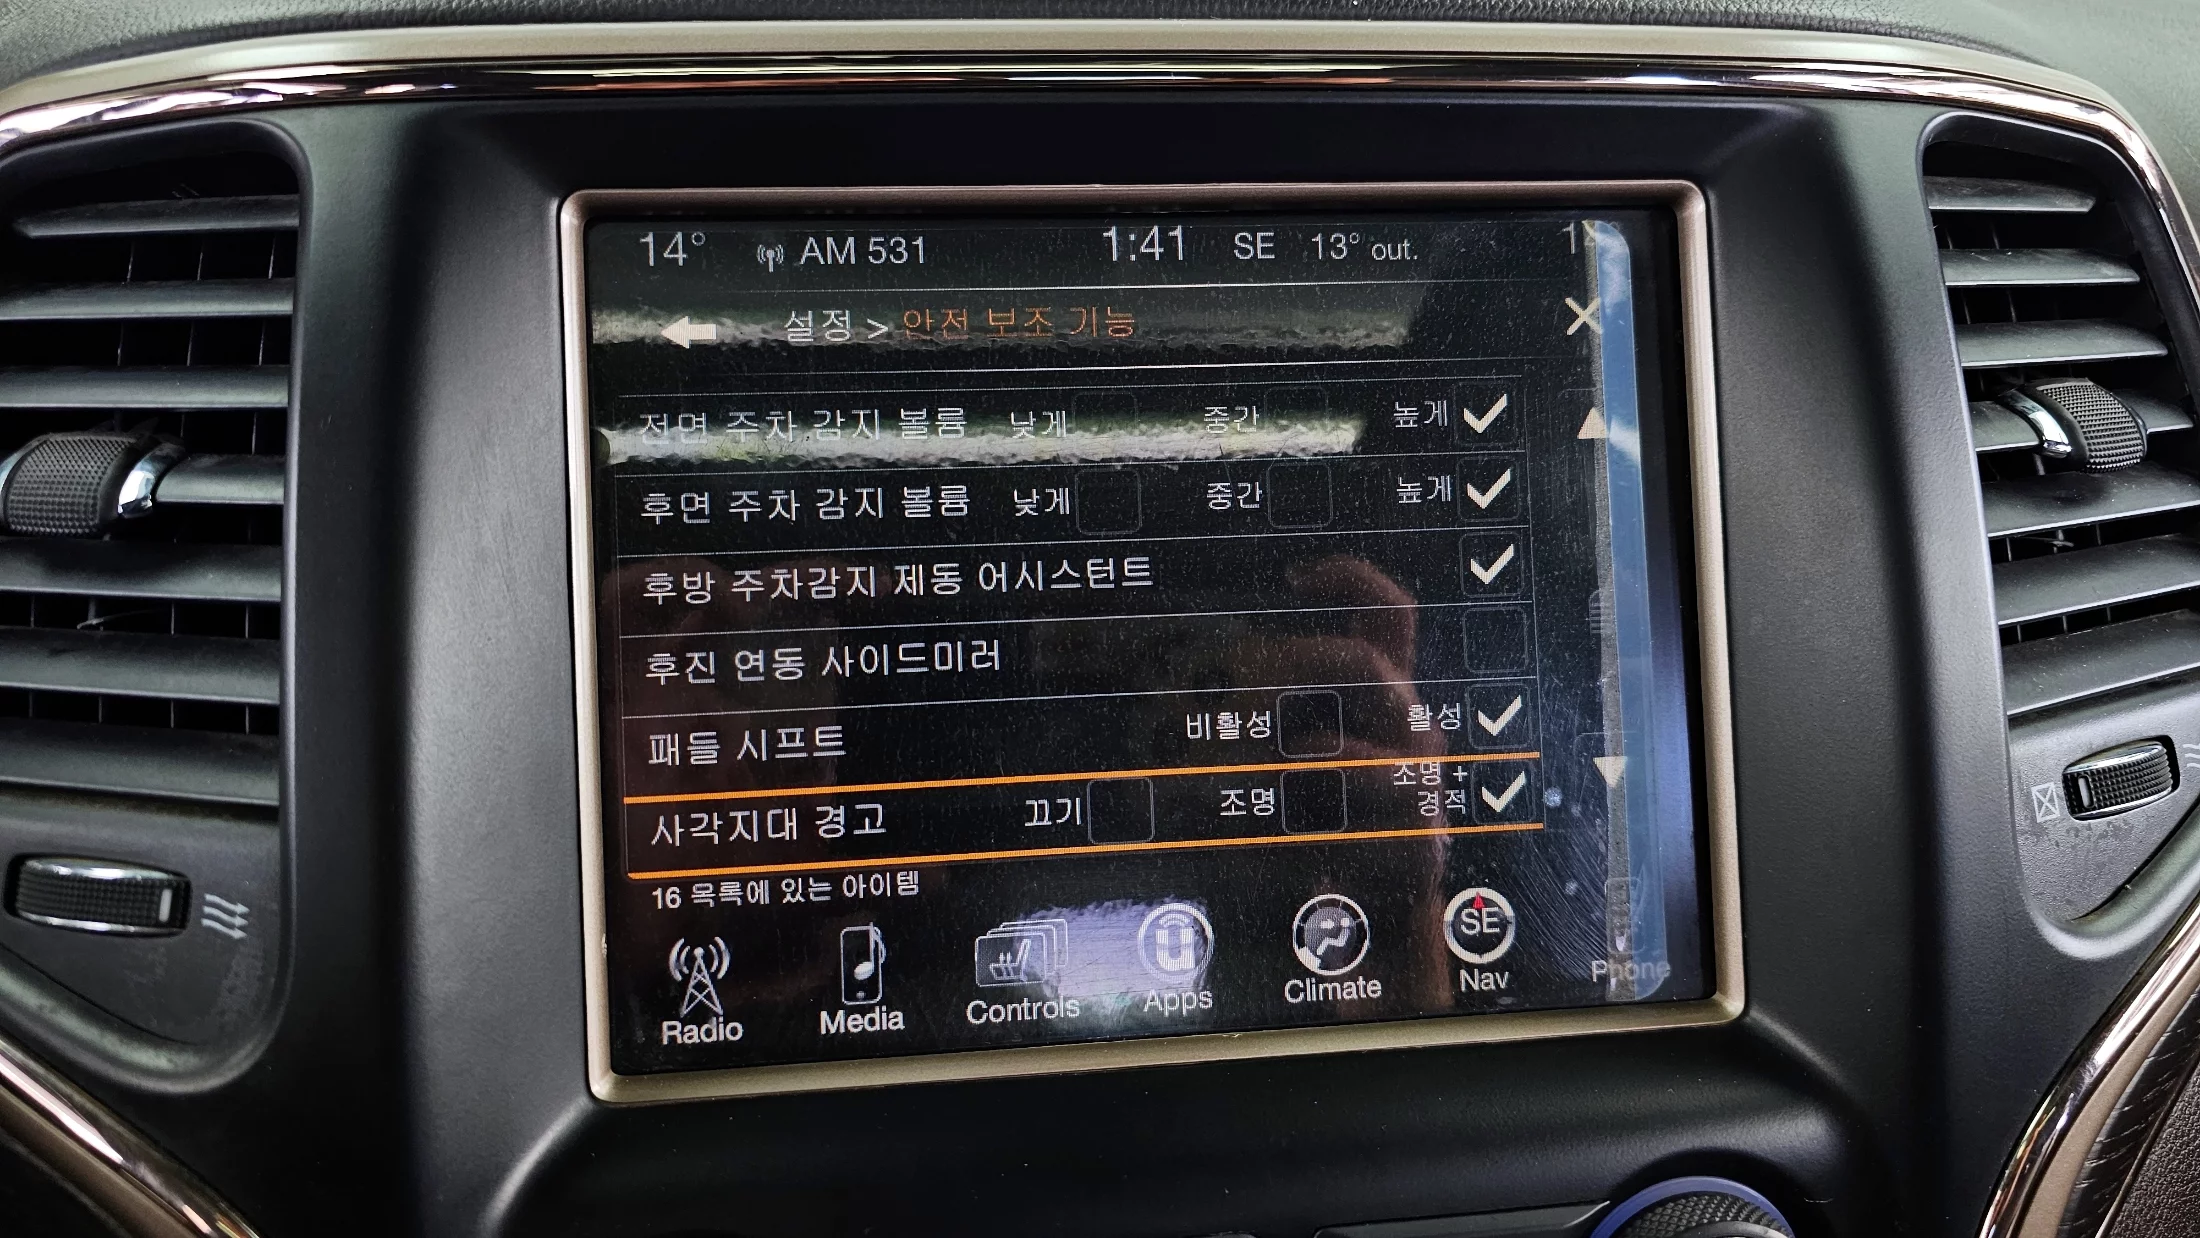 14° AM 531 1:41 SE 13° out.
설정 > 안전 보조 기능
전면 주차 감지 볼륨 낮게 중간 높게
후면 주차 감지 볼륨 낮게 중간 높게
후방 주차감지 제동 어시스턴트
후진 연동 사이드미러
패들 시프트 비활성 활성
사각지대 경고 끄기 조명 조명 +
경적
16 목록에 있는 아이템
SE
Radio Media Controls Apps Climate Nav Phone